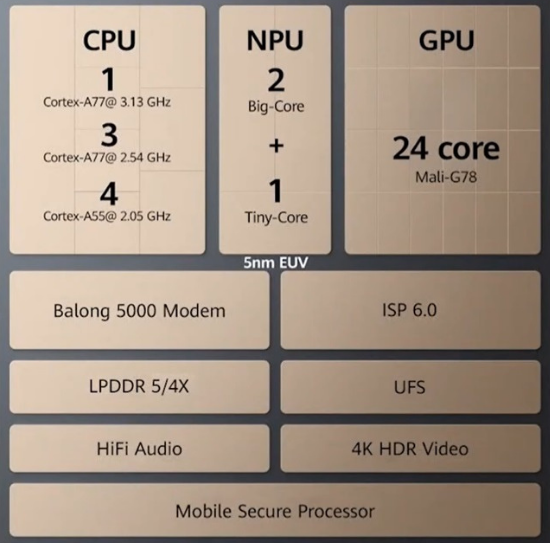 CPU
1
Cortex-A77@ 3.13 GHz
3
Cortex-A77@ 2.54 GHz
4
Cortex-A55@ 2.05 GHz
NPU
2
Big-Core
+
1
Tiny-Core
GPU
24 core
Mali-G78
5nm EUV
Balong 5000 Modem
ISP 6.0
LPDDR 5/4X
UFS
HiFi Audio
4K HDR Video
Mobile Secure Processor